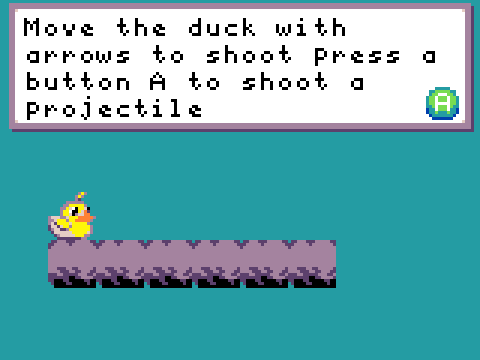 Move the duck with
arrows to shoot Press a
button A to shoot a
Projectile
A